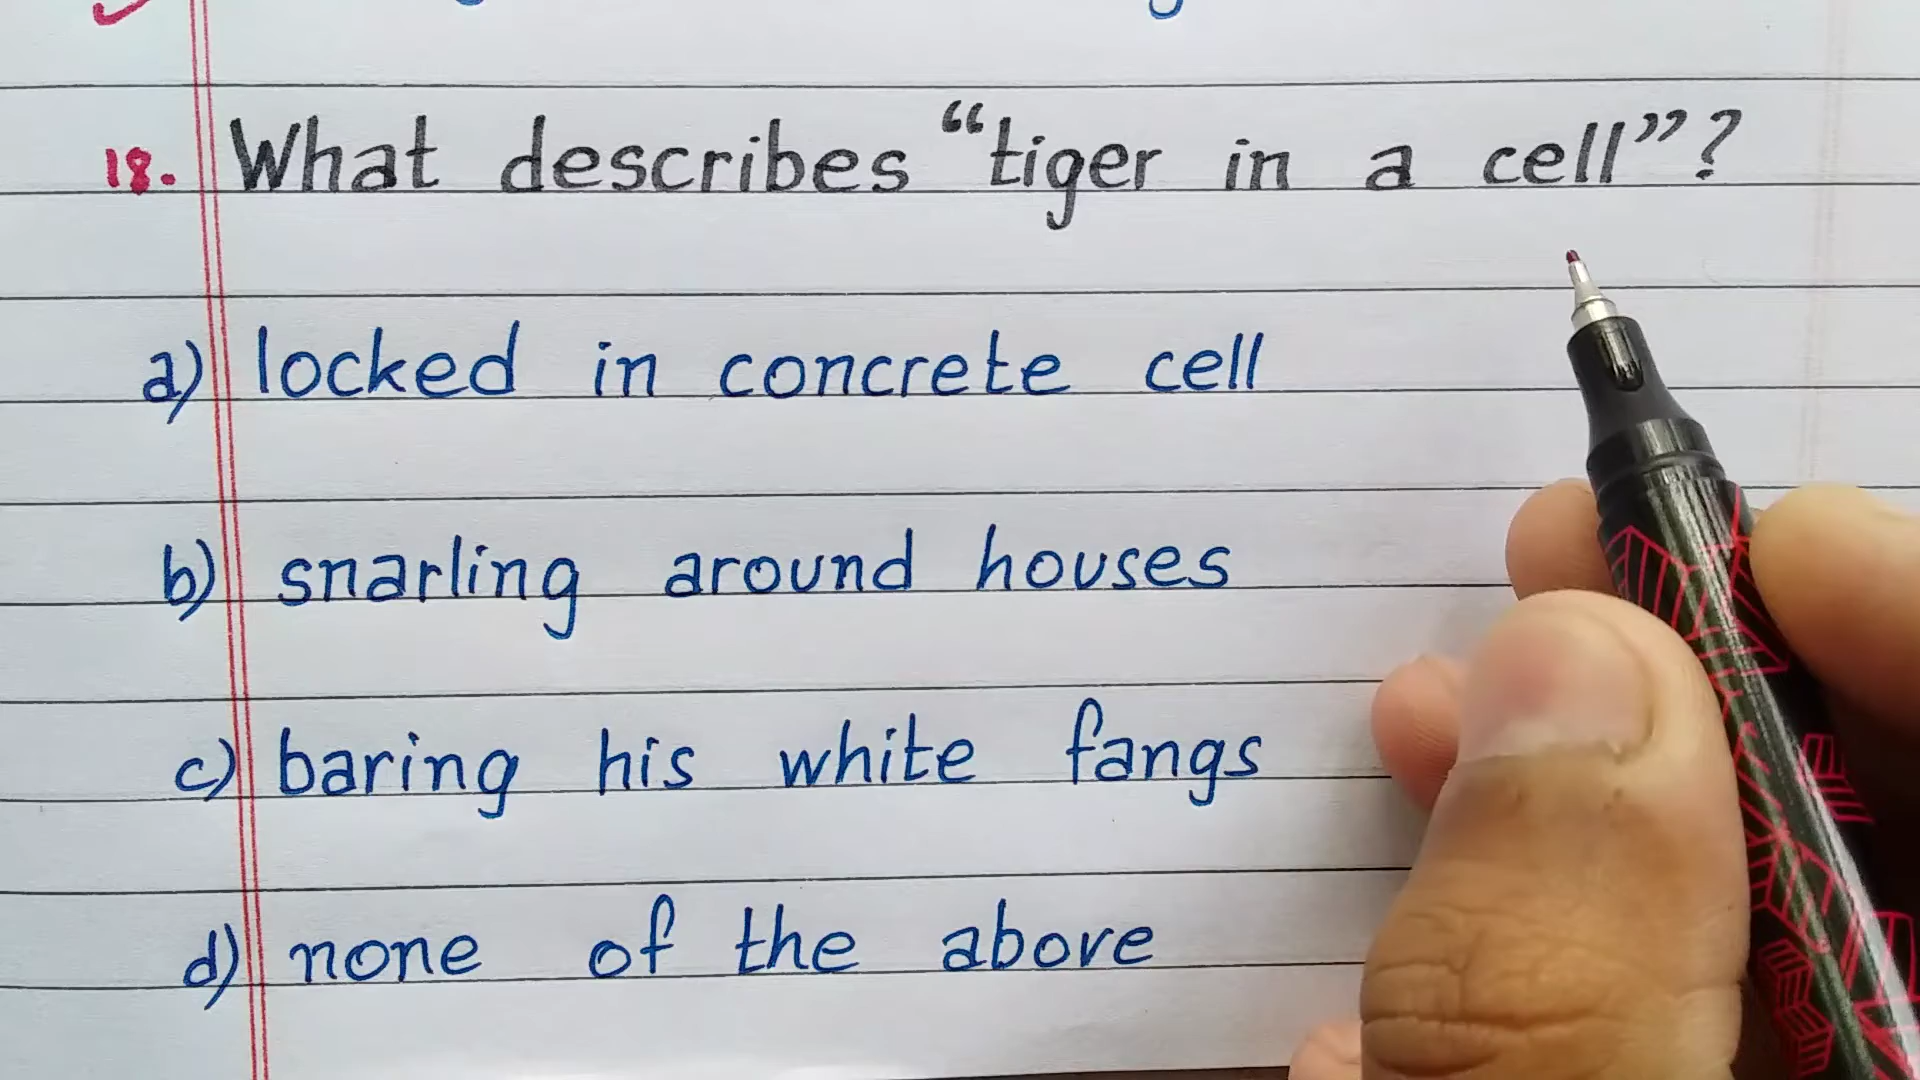 18. What describes “tiger in a cell”?
a) locked in concrete cell
b) snarling around houses
c) baring his white fangs
d) none of the above